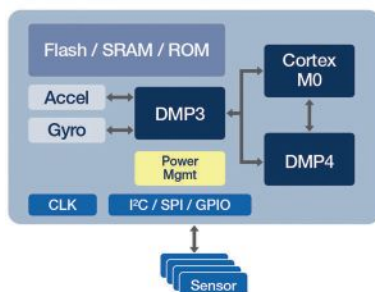 Flash / SRAM / ROM
Cortex
M0
Accel
DMP3
Gyro
DMP4
Power
Mgmt
CLK
I²C / SPI / GPIO
Sensor